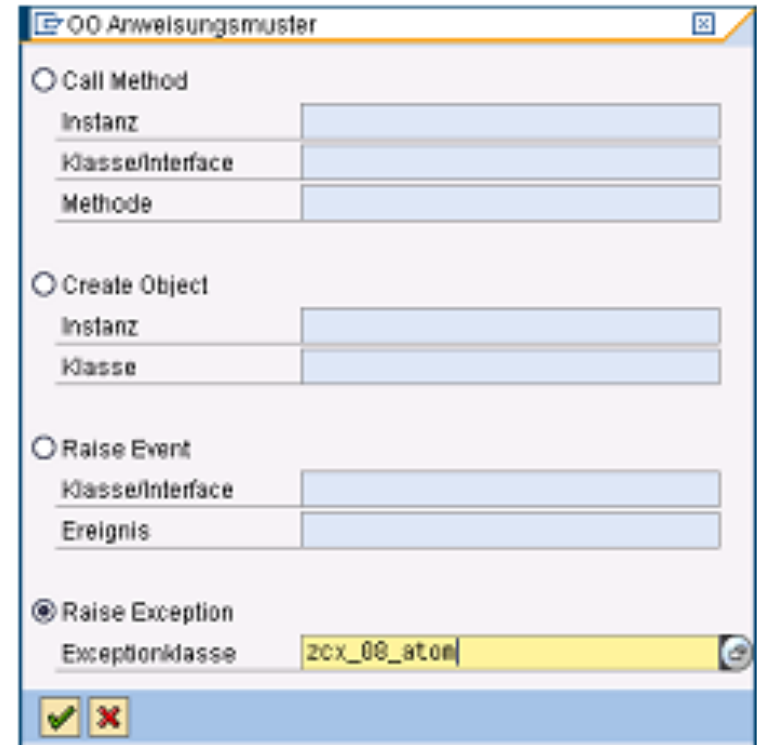 OO Anweisungsmuster
Call Method
Instanz
Klasse/Interface
Methode
Create Object
Instanz
Klasse
Raise Event
Klasse/Interface
Ereignis
Raise Exception
Exceptionklasse zcx_08_atom